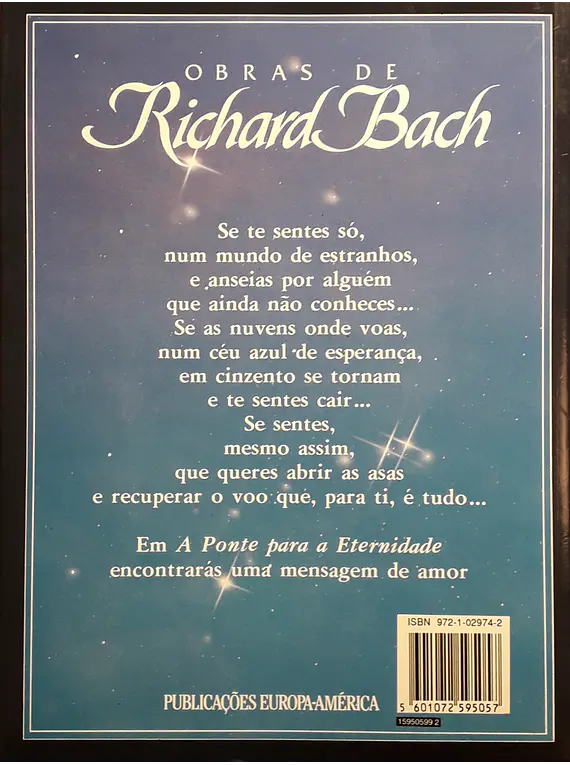 OBRAS DE
Richard Bach
Se te sentes só,
num mundo de estranhos,
e anseias por alguém
que ainda não conheces...
Se as nuvens onde voas,
num céu azul de esperança,
em cinzento se tornam
e te sentes cair...
Se sentes,
mesmo assim,
que queres abrir as asas
e recuperar o voo que, para ti, é tudo...
Em A Ponte para a Eternidade
encontrarás uma mensagem de amor
ISBN 972-1-02974-2
5 601072 595057
15950599 2
PUBLICAÇÕES EUROPA-AMÉRICA